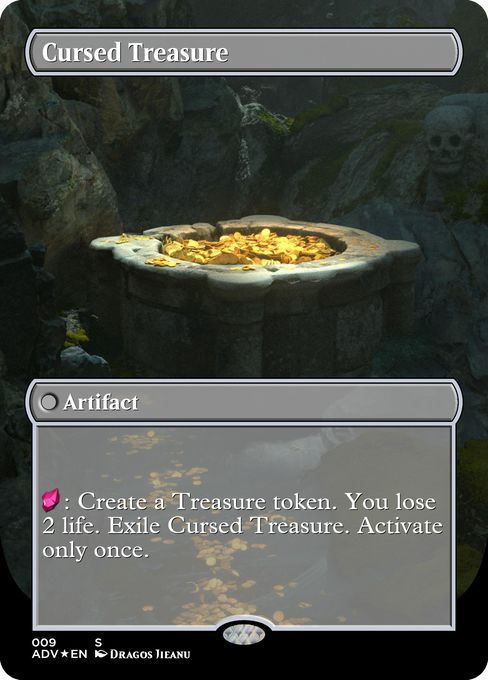 Cursed Treasure
Artifact
: Create a Treasure token. You lose
2 life. Exile Cursed Treasure. Activate
only once.
009 S
ADV★EN Dragos Jieanu